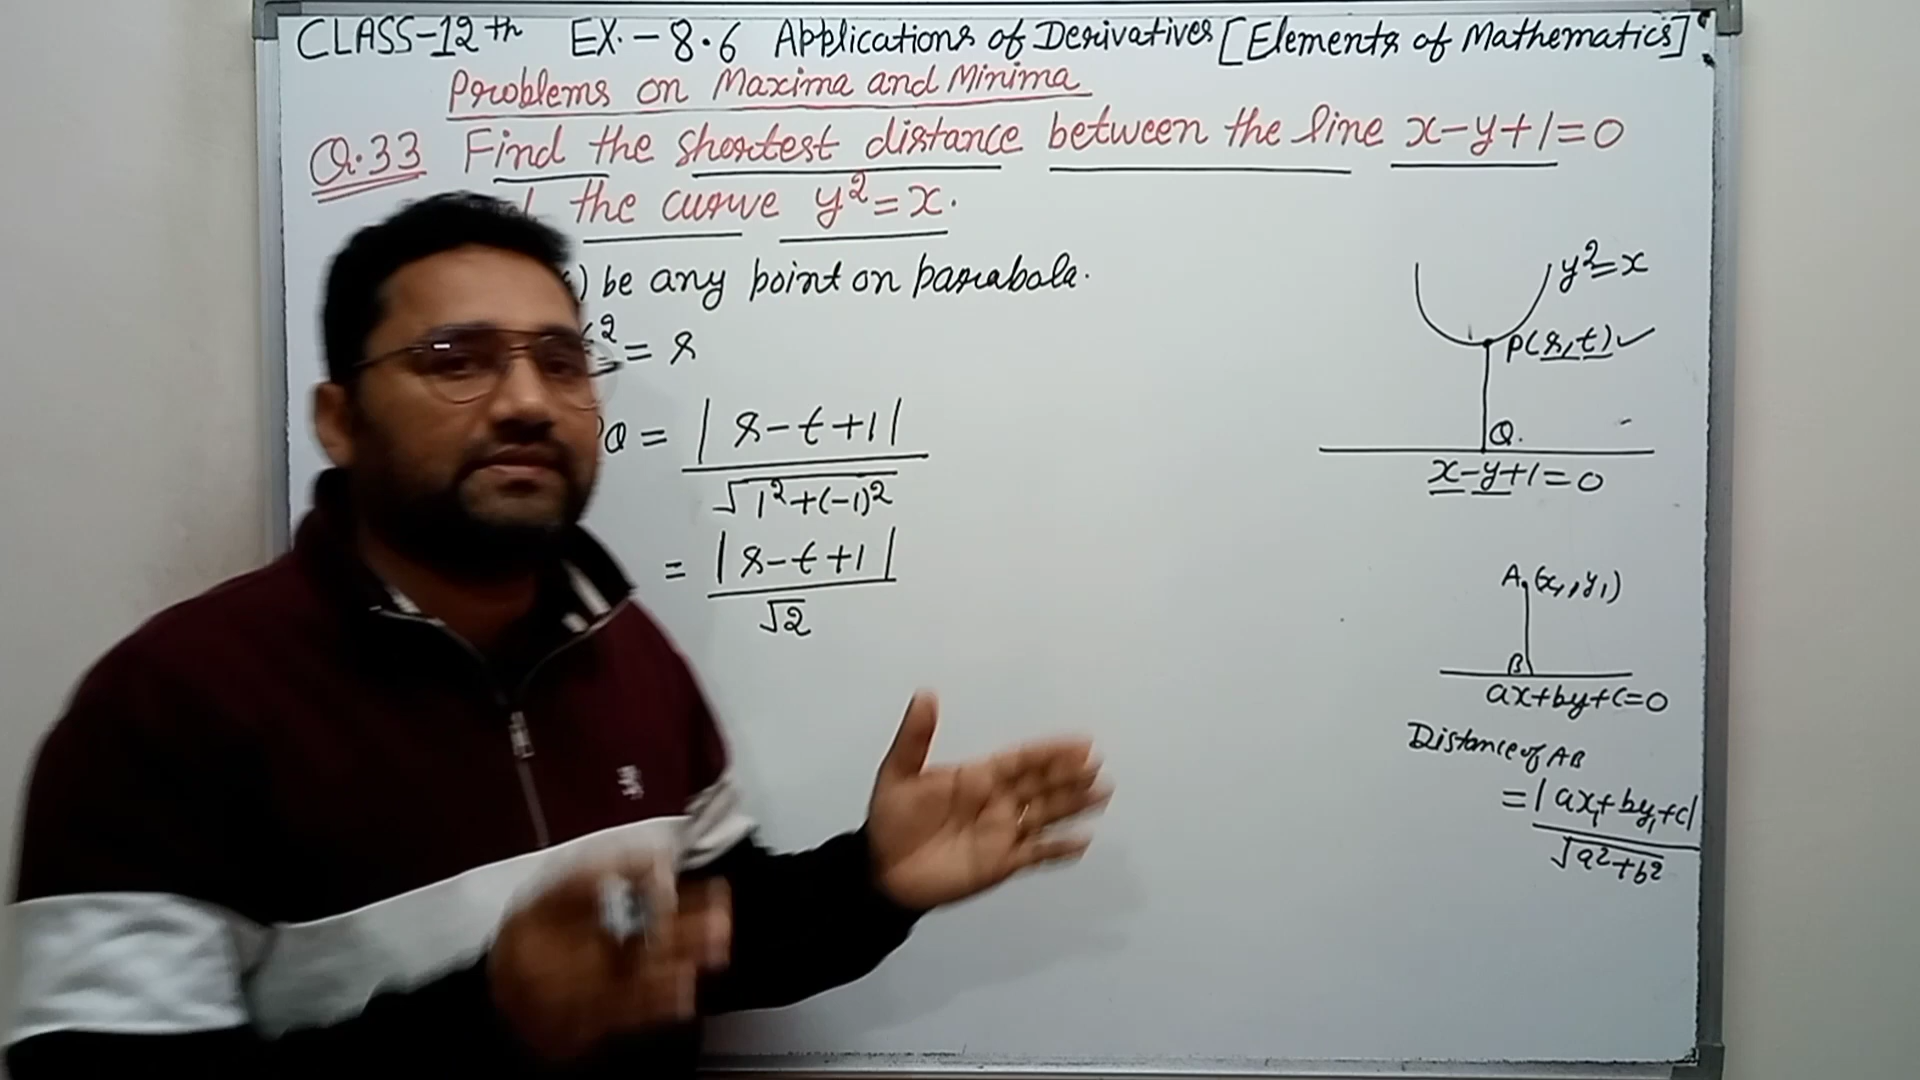 CLASS-12th EX.-8.6 Applications of Derivatives [Elements of Mathematics]
Problems on Maxima and Minima
Q.33 Find the shortest distance between the line x-y+1=0
the curve y²=x.
) be any point on parabola.
² = s
Q = |s-t+1|
√1²+(-1)²
= |s-t+1|
√2
y²=x
P(s,t)✓
Q.
x-y+1=0
A(x₁,y₁)
B
ax+by+c=0
Distance of AB
= |ax₁+by₁+c|
√a²+b²